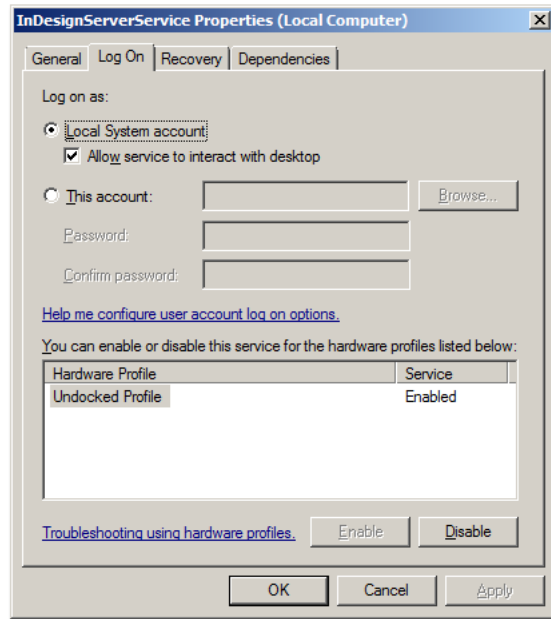 InDesignServerService Properties (Local Computer)
General Log On Recovery Dependencies
Log on as:
Local System account
Allow service to interact with desktop
This account: Browse...
Password:
Confirm password:
Help me configure user account log on options.
You can enable or disable this service for the hardware profiles listed below:
Hardware Profile Service
Undocked Profile Enabled
Troubleshooting using hardware profiles. Enable Disable
OK Cancel Apply